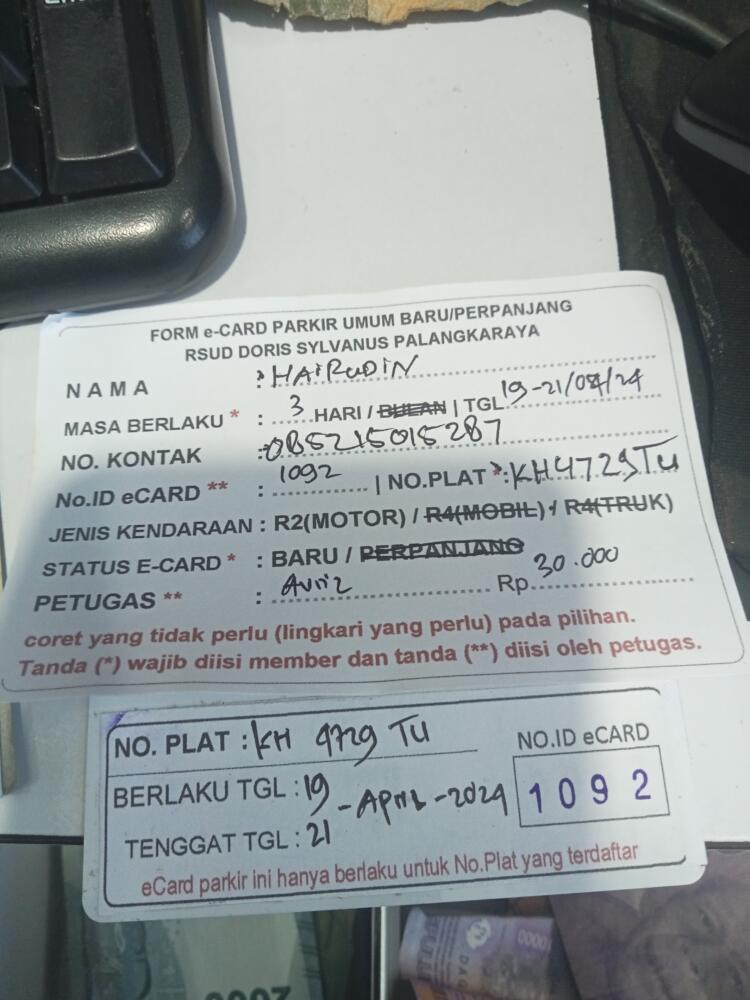 FORM e-CARD PARKIR UMUM BARU/PERPANJANG
RSUD DORIS SYLVANUS PALANGKARAYA
NAMA : HAIRUDIN
MASA BERLAKU * : 3 HARI / BULAN | TGL 19-21/04/24
NO. KONTAK : 085215015287
No.ID eCARD ** : 1092 | NO.PLAT * : KH 4729 TU
JENIS KENDARAAN : R2(MOTOR) / R4(MOBIL) / R4(TRUK)
STATUS E-CARD * : BARU / PERPANJANG
PETUGAS ** : Rp. 30.000
coret yang tidak perlu (lingkari yang perlu) pada pilihan.
Tanda (*) wajib diisi member dan tanda (**) diisi oleh petugas.
NO. PLAT : KH 4729 TU
NO.ID eCARD
BERLAKU TGL : 19 - APRIL - 2024
1092
TENGGAT TGL : 21
eCard parkir ini hanya berlaku untuk No.Plat yang terdaftar